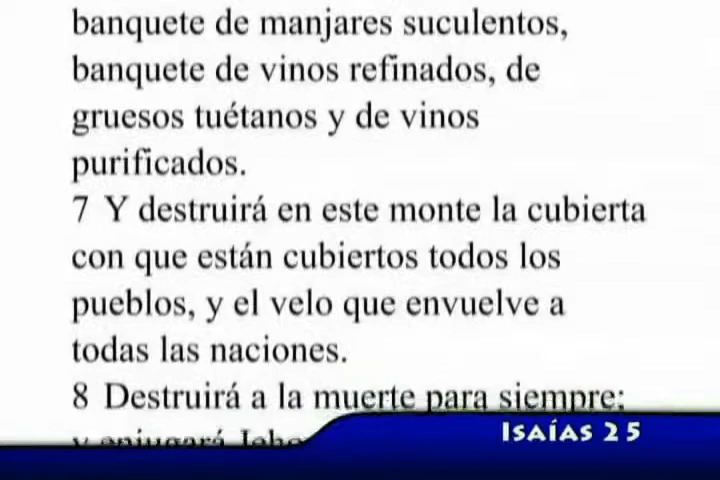 banquete de manjares suculentos,
banquete de vinos refinados, de
gruesos tuétanos y de vinos
purificados.
7 Y destruirá en este monte la cubierta
con que están cubiertos todos los
pueblos, y el velo que envuelve a
todas las naciones.
8 Destruirá a la muerte para siempre;
y enjugará
ISAÍAS 25